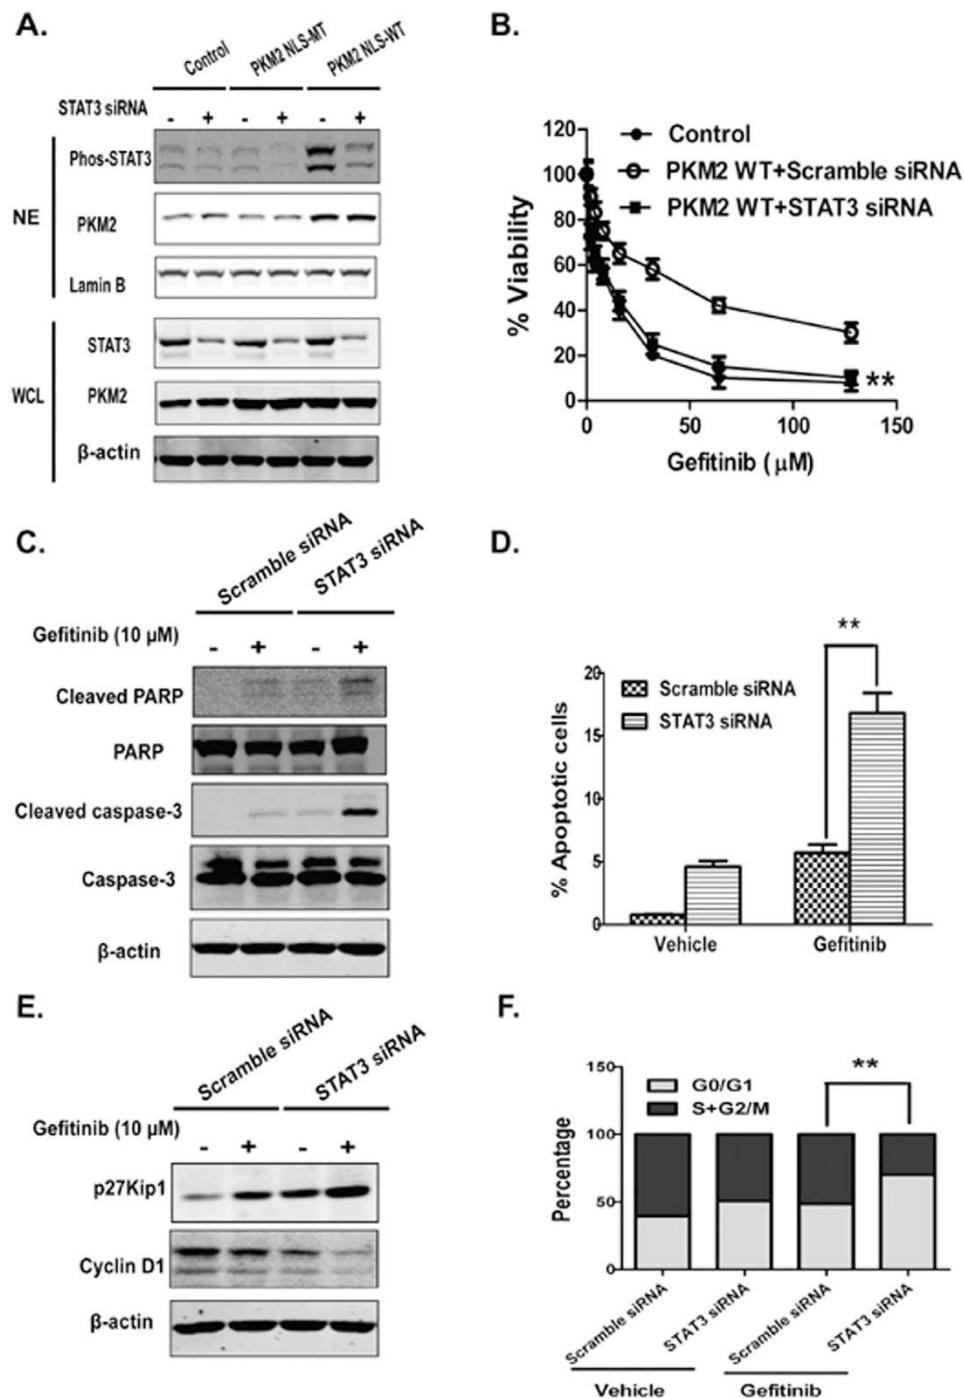 A.
Control
PKM2 NLS-MT
PKM2 NLS-WT
STAT3 siRNA - + - + - +
NE
Phos-STAT3
PKM2
Lamin B
WCL
STAT3
PKM2
β-actin
B.
Control
PKM2 WT+Scramble siRNA
PKM2 WT+STAT3 siRNA
% Viability
120
100
80
60
40
20
0
0 50 100 150
**
Gefitinib ( μM)
C.
Scramble siRNA
STAT3 siRNA
Gefitinib (10 μM) - + - +
Cleaved PARP
PARP
Cleaved caspase-3
Caspase-3
β-actin
D.
**
Scramble siRNA
STAT3 siRNA
% Apoptotic cells
20
15
10
5
0
Vehicle Gefitinib
E.
Scramble siRNA
STAT3 siRNA
Gefitinib (10 μM) - + - +
p27Kip1
Cyclin D1
β-actin
F.
**
G0/G1
S+G2/M
Percentage
150
100
50
0
Scramble siRNA
STAT3 siRNA
Scramble siRNA
STAT3 siRNA
Vehicle Gefitinib